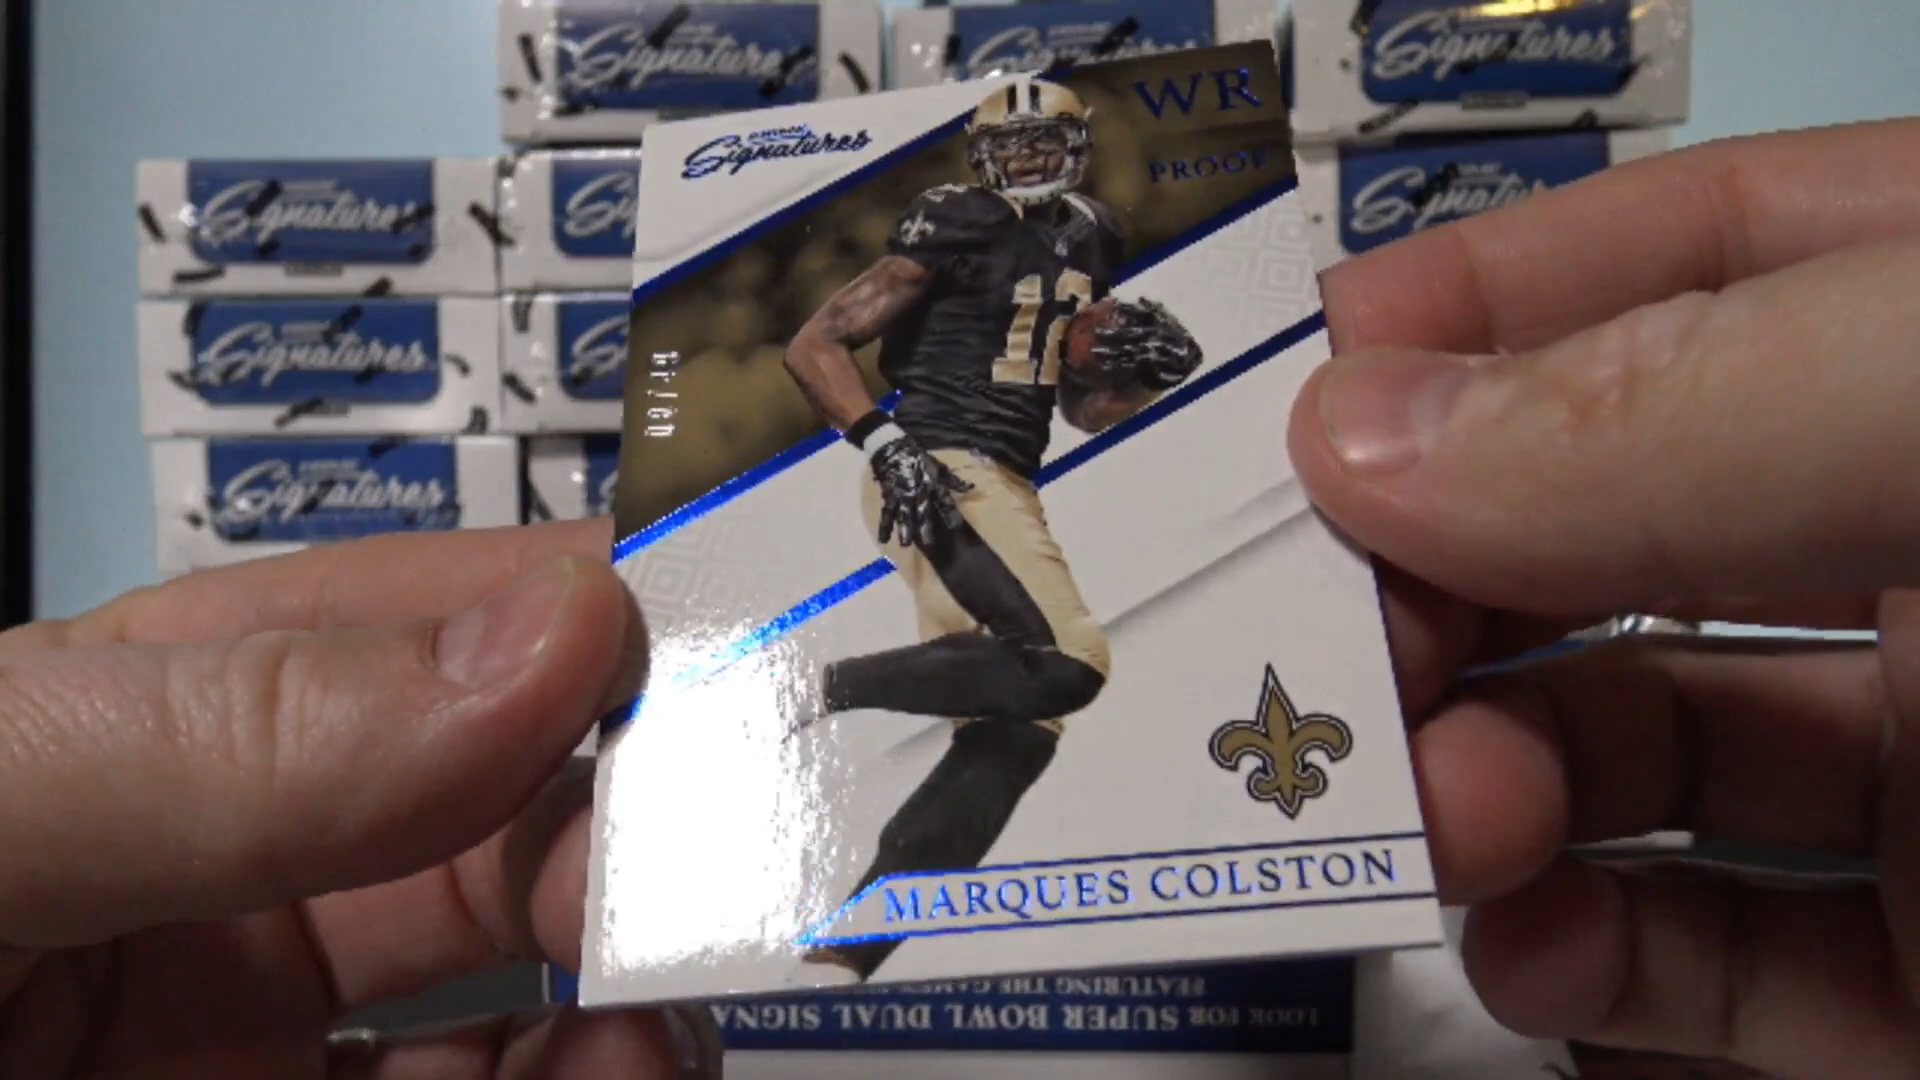 Signatures
Signatures
Signatures
Signatures
WR
PROOF
Signatures
Signatures
Signatures
12
Signatures
Signatures
MARQUES COLSTON
FEATURING THE
LOOK FOR SUPER BOWL DUAL SIGNA